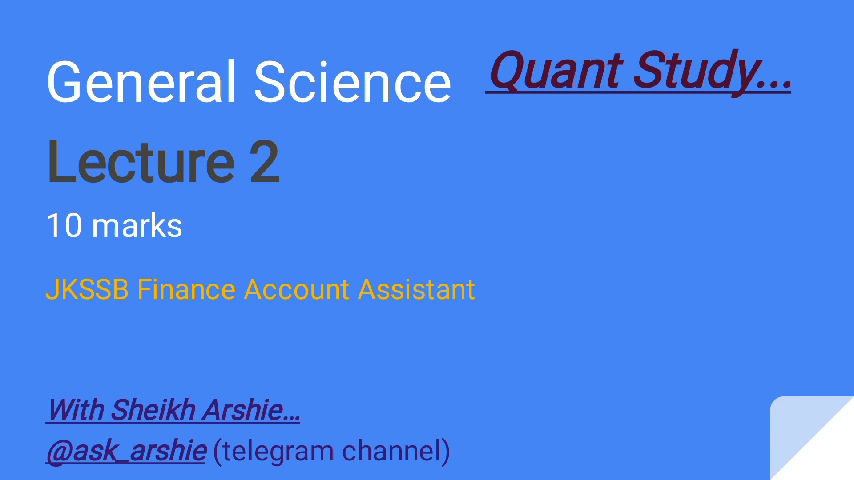 General Science
Quant Study...
Lecture 2
10 marks
JKSSB Finance Account Assistant
With Sheikh Arshie...
@ask_arshie (telegram channel)